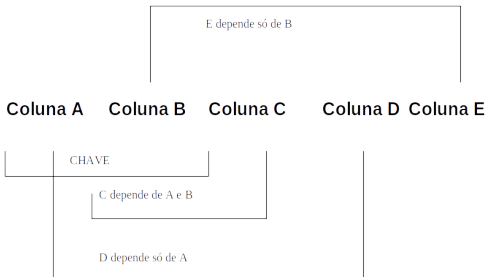 E depende só de B
Coluna A Coluna B Coluna C Coluna D Coluna E
CHAVE
C depende de A e B
D depende só de A